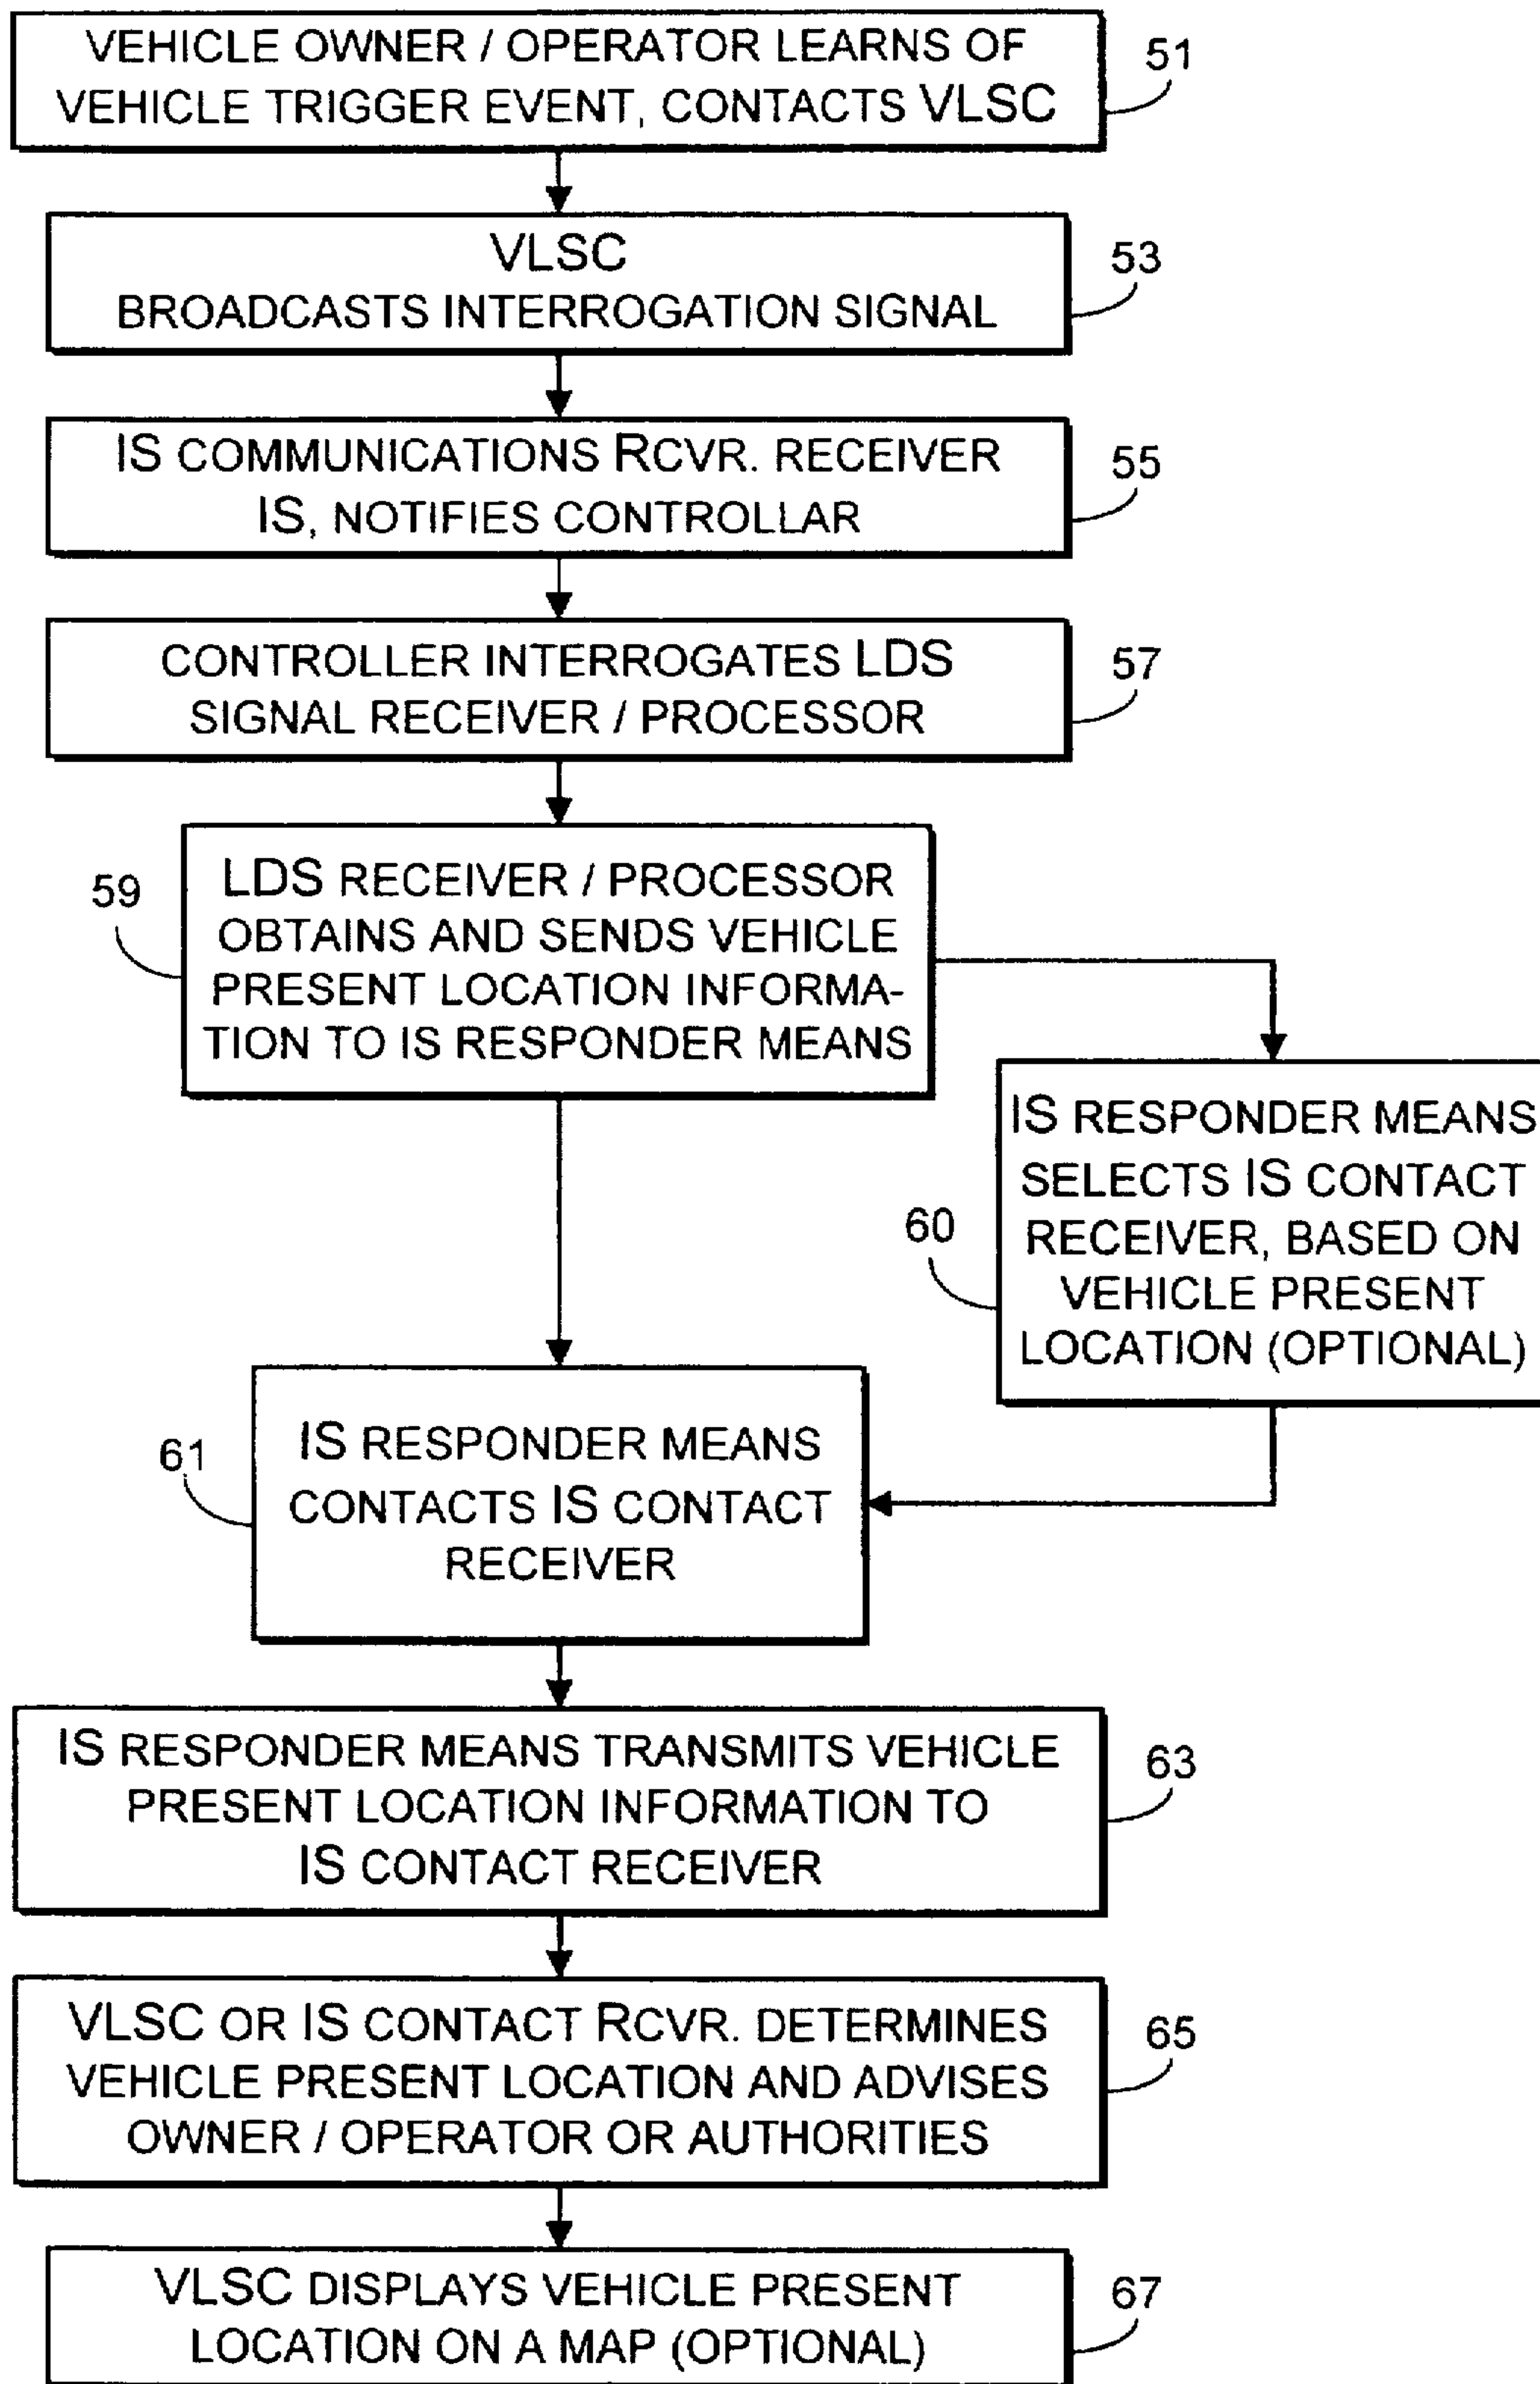 VEHICLE OWNER / OPERATOR LEARNS OF
VEHICLE TRIGGER EVENT, CONTACTS VLSC
51
VLSC
BROADCASTS INTERROGATION SIGNAL
53
IS COMMUNICATIONS RCVR. RECEIVER
IS, NOTIFIES CONTROLLAR
55
CONTROLLER INTERROGATES LDS
SIGNAL RECEIVER / PROCESSOR
57
59
LDS RECEIVER / PROCESSOR
OBTAINS AND SENDS VEHICLE
PRESENT LOCATION INFORMA-
TION TO IS RESPONDER MEANS
60
IS RESPONDER MEANS
SELECTS IS CONTACT
RECEIVER, BASED ON
VEHICLE PRESENT
LOCATION (OPTIONAL)
61
IS RESPONDER MEANS
CONTACTS IS CONTACT
RECEIVER
IS RESPONDER MEANS TRANSMITS VEHICLE
PRESENT LOCATION INFORMATION TO
IS CONTACT RECEIVER
63
VLSC OR IS CONTACT RCVR. DETERMINES
VEHICLE PRESENT LOCATION AND ADVISES
OWNER / OPERATOR OR AUTHORITIES
65
VLSC DISPLAYS VEHICLE PRESENT
LOCATION ON A MAP (OPTIONAL)
67